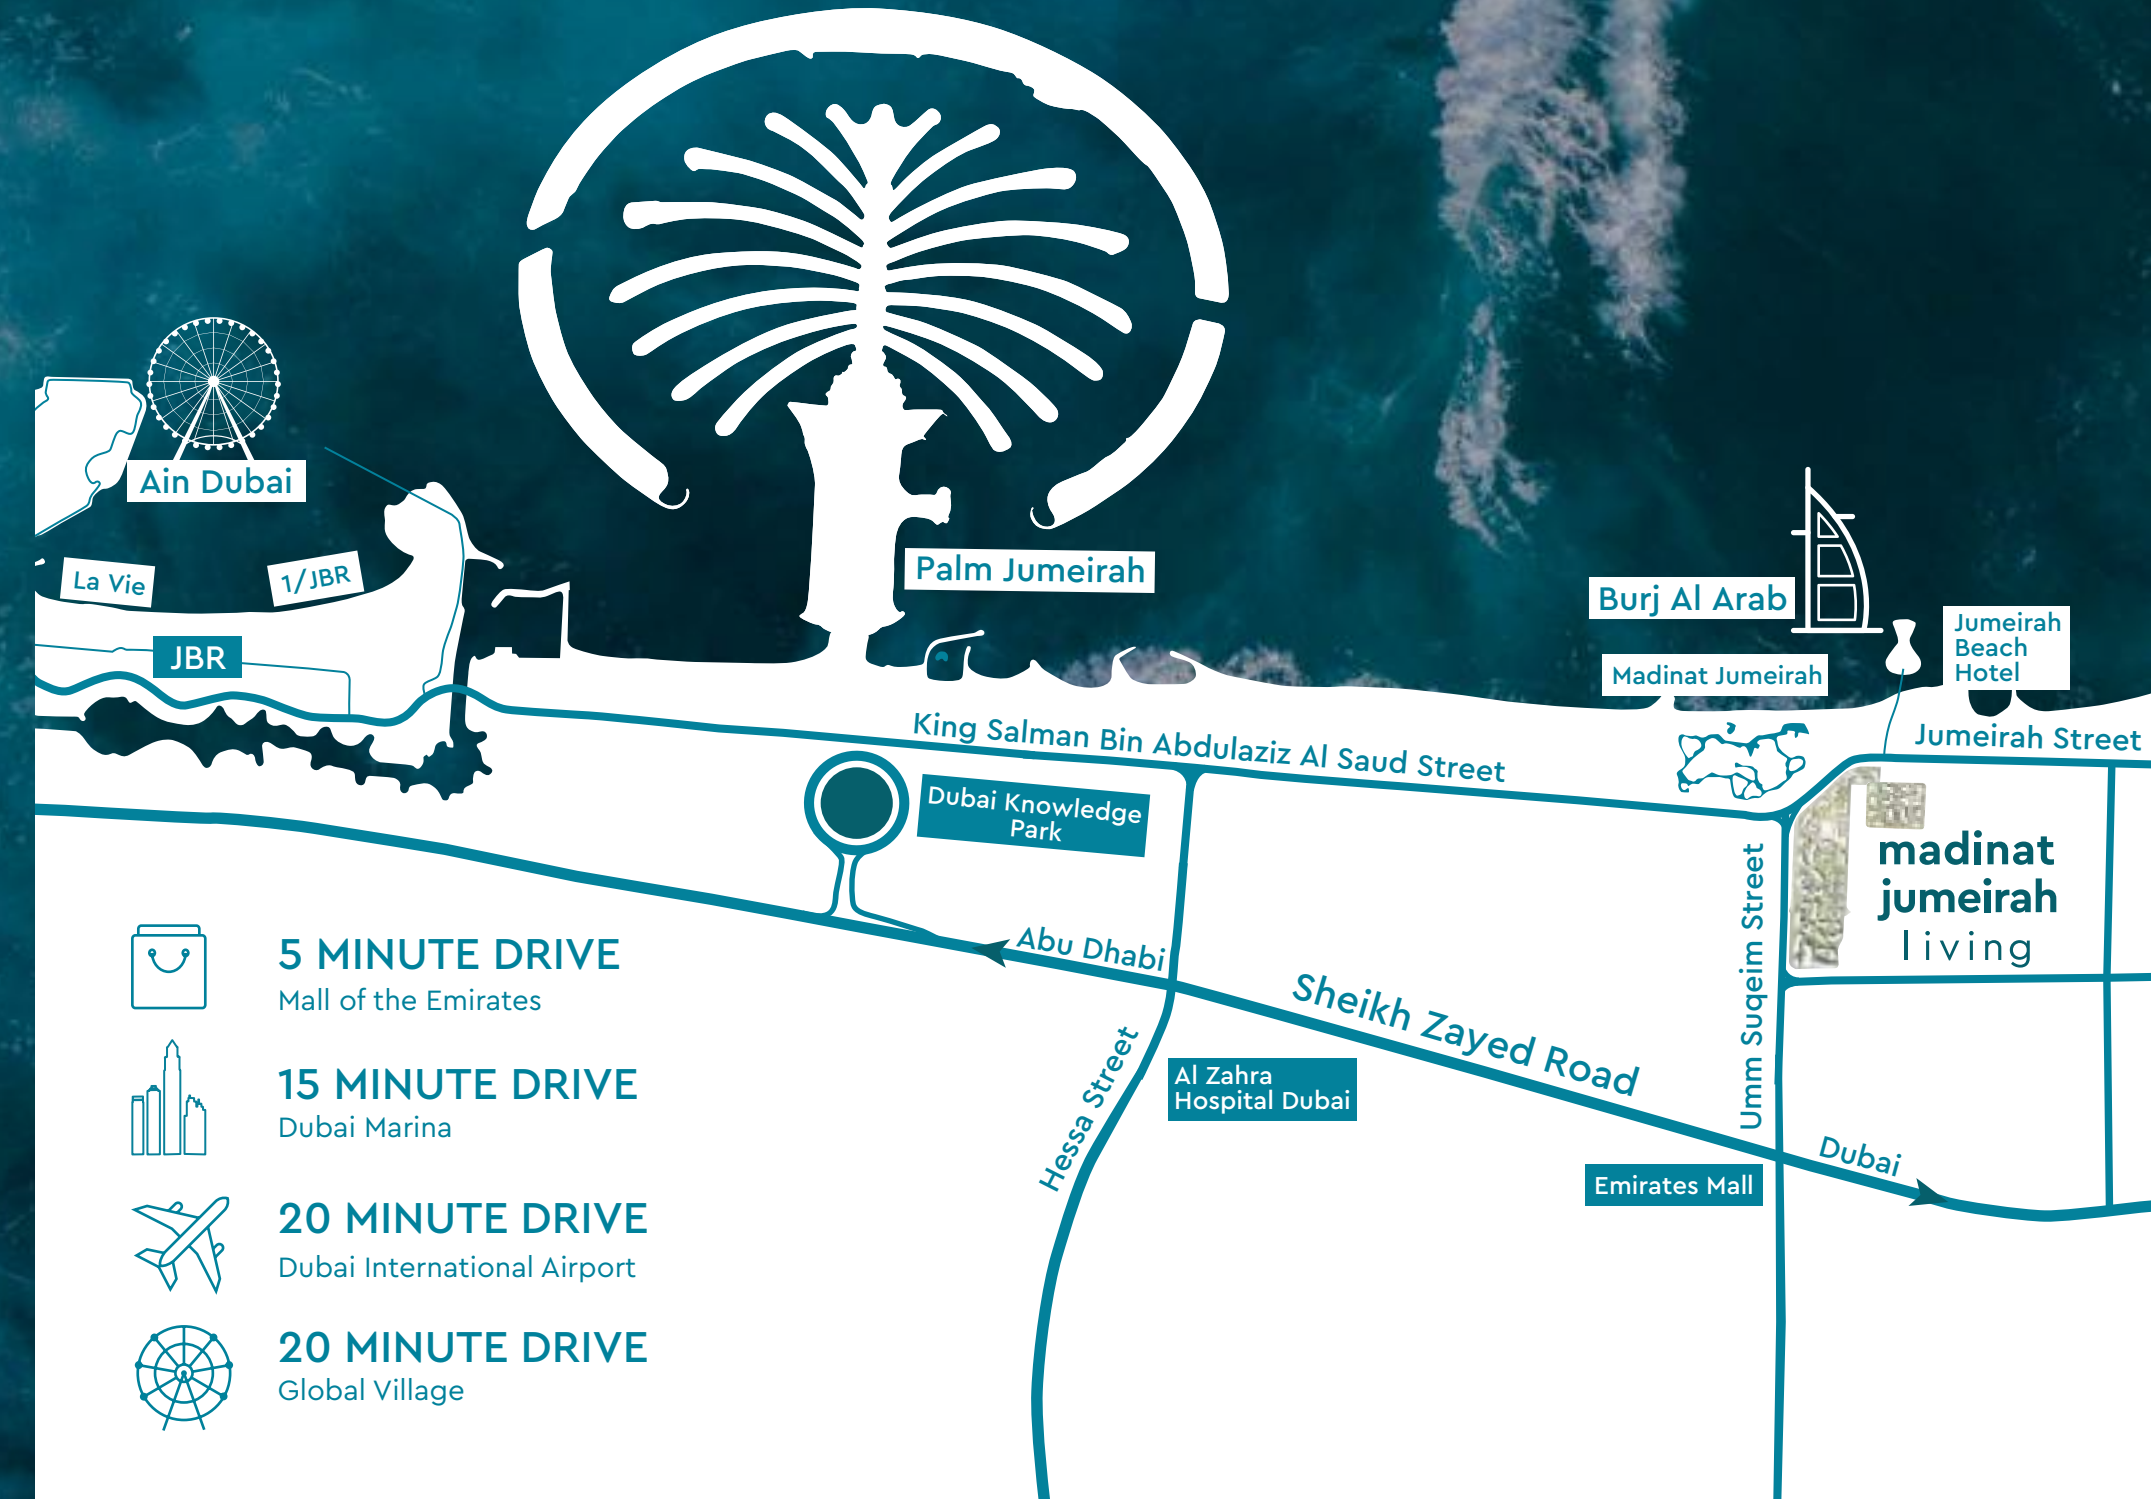 Ain Dubai
La Vie
1/JBR
JBR
Palm Jumeirah
Burj Al Arab
Jumeirah
Beach
Hotel
Madinat Jumeirah
King Salman Bin Abdulaziz Al Saud Street
Jumeirah Street
Dubai Knowledge
Park
madinat
jumeirah
living
Umm Suqeim Street
Abu Dhabi
Sheikh Zayed Road
Hessa Street
Al Zahra
Hospital Dubai
Dubai
Emirates Mall
5 MINUTE DRIVE
Mall of the Emirates
15 MINUTE DRIVE
Dubai Marina
20 MINUTE DRIVE
Dubai International Airport
20 MINUTE DRIVE
Global Village